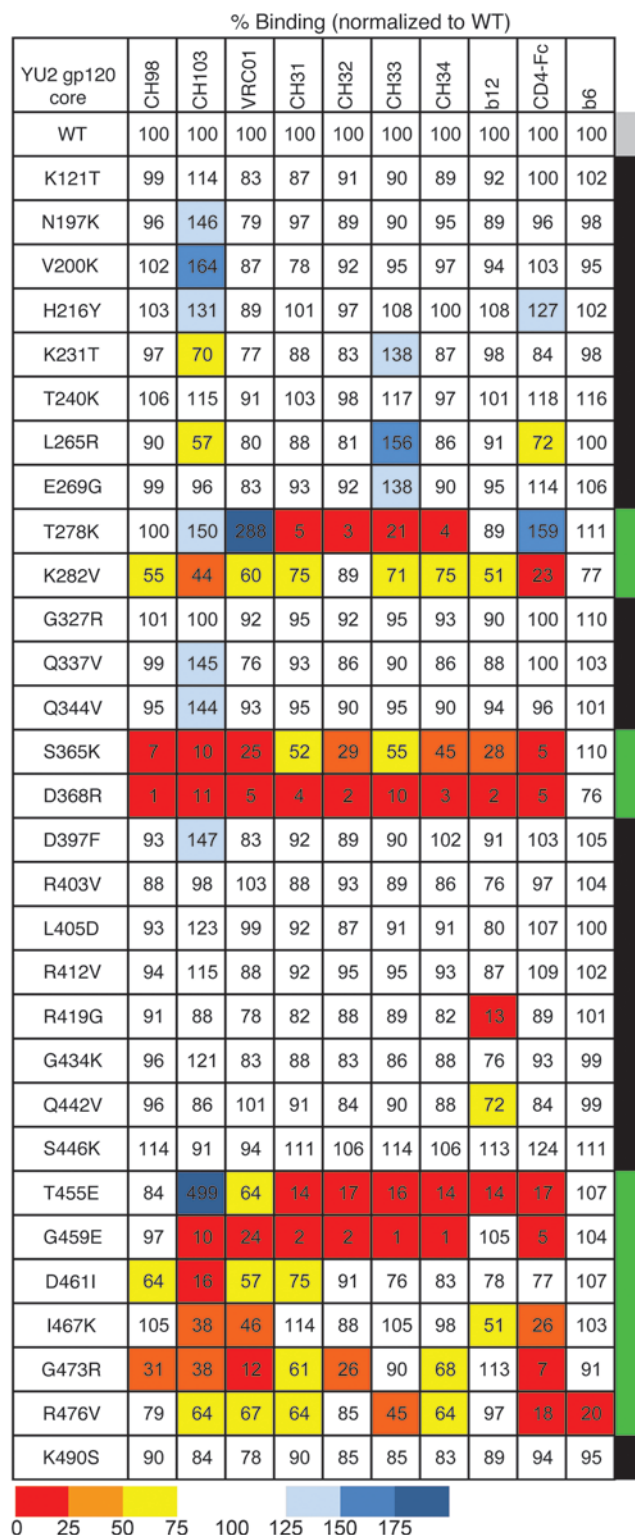 % Binding (normalized to WT)
YU2 gp120 core CH98 CH103 VRC01 CH31 CH32 CH33 CH34 b12 CD4-Fc b6
WT 100 100 100 100 100 100 100 100 100 100
K121T 99 114 83 87 91 90 89 92 100 102
N197K 96 146 79 97 89 90 95 89 96 98
V200K 102 164 87 78 92 95 97 94 103 95
H216Y 103 131 89 101 97 108 100 108 127 102
K231T 97 70 77 88 83 138 87 98 84 98
T240K 106 115 91 103 98 117 97 101 118 116
L265R 90 57 80 88 81 156 86 91 72 100
E269G 99 96 83 93 92 138 90 95 114 106
T278K 100 150 288 5 3 21 4 89 159 111
K282V 55 44 60 75 89 71 75 51 23 77
G327R 101 100 92 95 92 95 93 90 100 110
Q337V 99 145 76 93 86 90 86 88 100 103
Q344V 95 144 93 95 90 95 90 94 96 101
S365K 7 10 25 52 29 55 45 28 5 110
D368R 1 11 5 4 2 10 3 2 5 76
D397F 93 147 83 92 89 90 102 91 103 105
R403V 88 98 103 88 93 89 86 76 97 104
L405D 93 123 99 92 87 91 91 80 107 100
R412V 94 115 88 92 95 95 93 87 109 102
R419G 91 88 78 82 88 89 82 13 89 101
G434K 96 121 83 88 83 86 88 76 93 99
Q442V 96 86 101 91 84 90 88 72 84 99
S446K 114 91 94 111 106 114 106 113 124 111
T455E 84 499 64 14 17 16 14 14 17 107
G459E 97 10 24 2 2 1 1 105 5 104
D461I 64 16 57 75 91 76 83 78 77 107
I467K 105 38 46 114 88 105 98 51 26 103
G473R 31 38 12 61 26 90 68 113 7 91
R476V 79 64 67 64 85 45 64 97 18 20
K490S 90 84 78 90 85 85 83 89 94 95
0 25 50 75 100 125 150 175